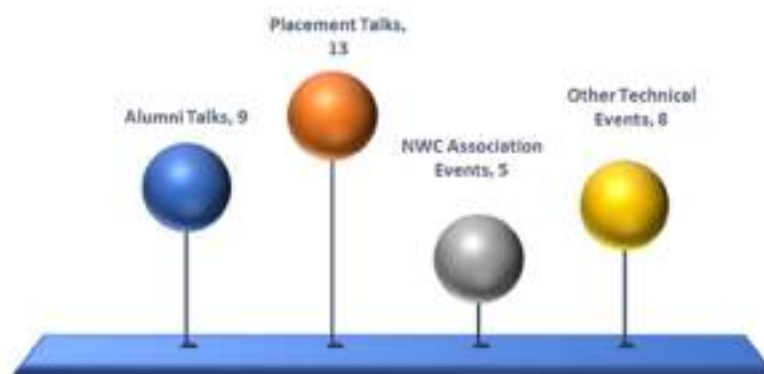 Placement Talks,
13
Alumni Talks, 9
Other Technical
Events, 8
NWC Association
Events, 5